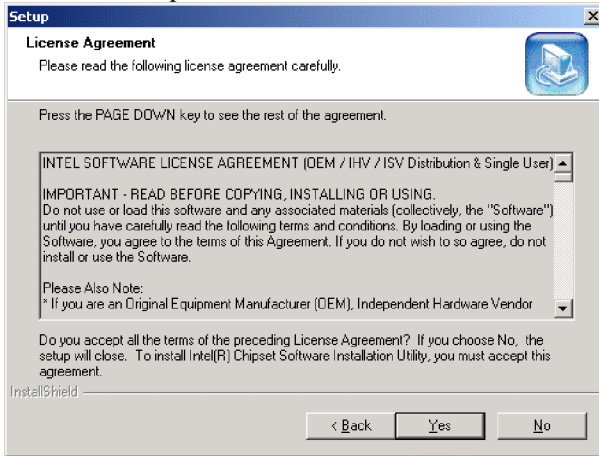 Setup
License Agreement
Please read the following license agreement carefully.
Press the PAGE DOWN key to see the rest of the agreement.
INTEL SOFTWARE LICENSE AGREEMENT (OEM / IHV / ISV Distribution & Single User)
IMPORTANT - READ BEFORE COPYING, INSTALLING OR USING.
Do not use or load this software and any associated materials (collectively, the "Software")
until you have carefully read the following terms and conditions. By loading or using the
Software, you agree to the terms of this Agreement. If you do not wish to so agree, do not
install or use the Software.
Please Also Note:
* If you are an Original Equipment Manufacturer (OEM), Independent Hardware Vendor
Do you accept all the terms of the preceding License Agreement? If you choose No, the
setup will close. To install Intel(R) Chipset Software Installation Utility, you must accept this
agreement.
InstallShield
< Back Yes No